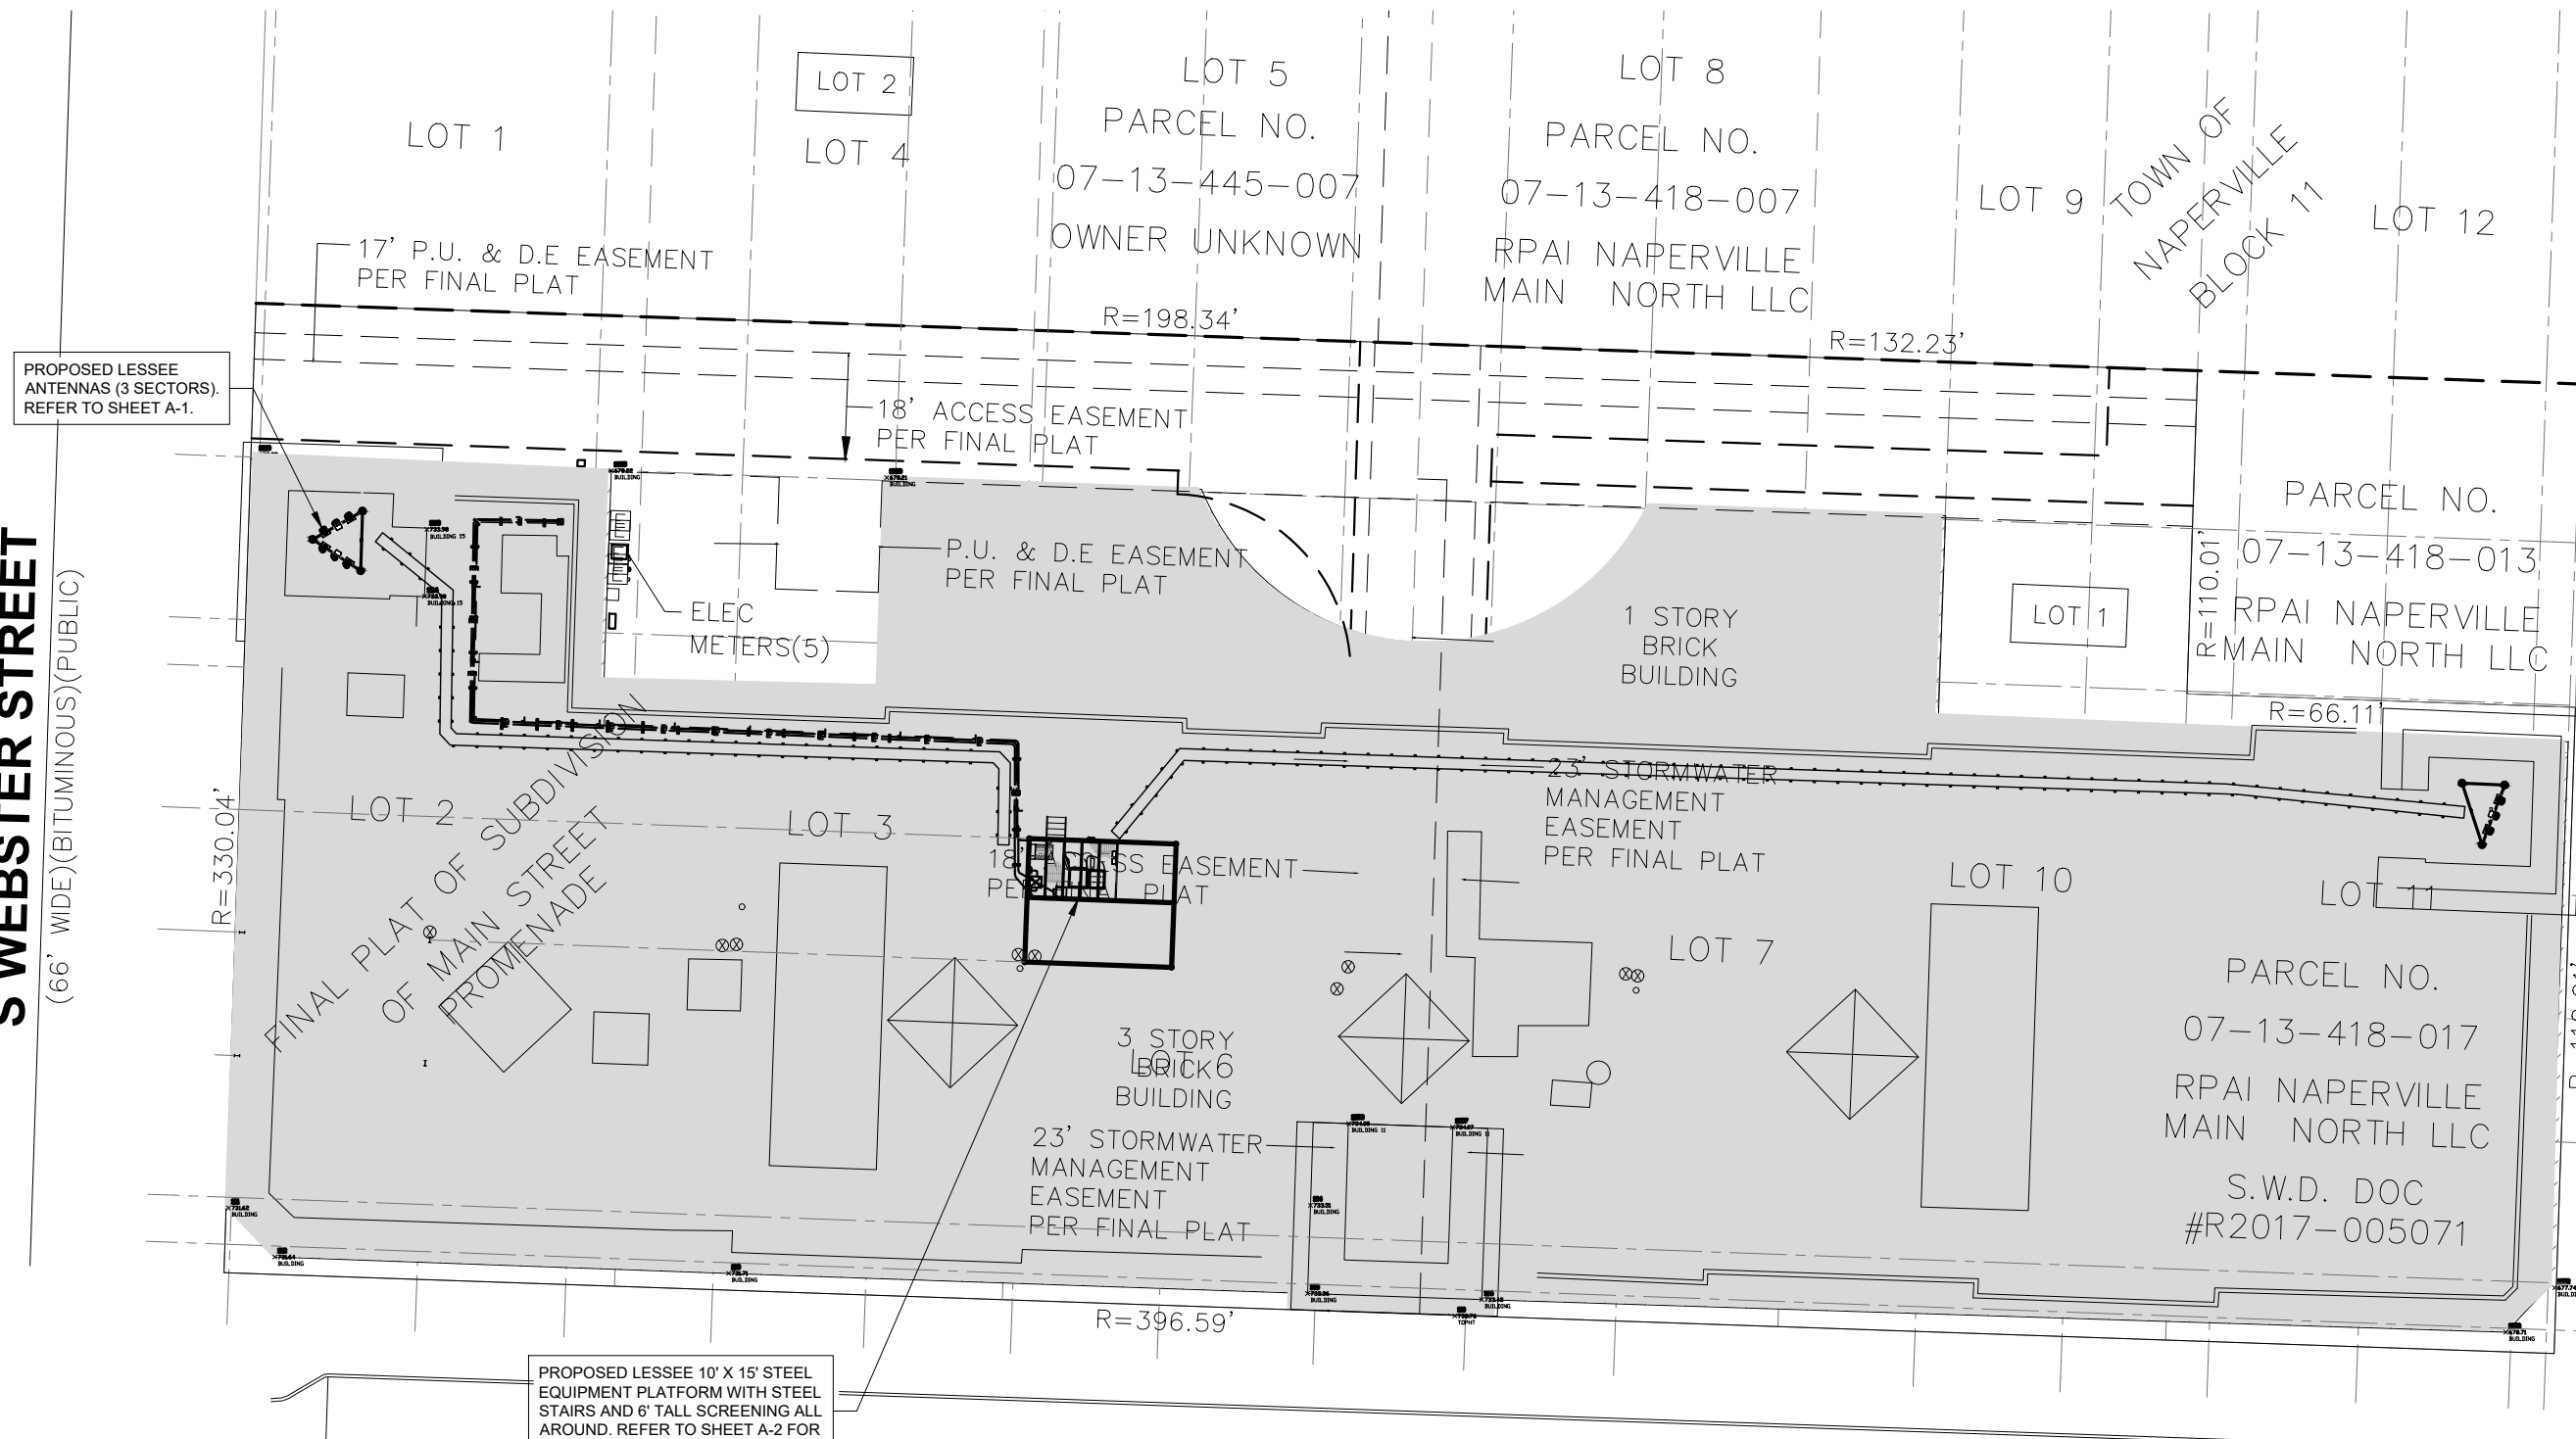 LOT 1
LOT 2
LOT 4
LOT 5
PARCEL NO.
07-13-445-007
OWNER UNKNOWN
LOT 8
PARCEL NO.
07-13-418-007
RPAI NAPERVILLE
MAIN NORTH LLC
LOT 9
TOWN OF
NAPERVILLE
BLOCK 11
LOT 12
17' P.U. & D.E EASEMENT
PER FINAL PLAT
R=198.34'
R=132.23'
PROPOSED LESSEE
ANTENNAS (3 SECTORS).
REFER TO SHEET A-1.
18' ACCESS EASEMENT
PER FINAL PLAT
P.U. & D.E EASEMENT
PER FINAL PLAT
ELEC
METERS(5)
1 STORY
BRICK
BUILDING
LOT 1
R=110.01'
PARCEL NO.
07-13-418-013
RPAI NAPERVILLE
MAIN NORTH LLC
R=66.11'
S WEBSTER STREET
(66' WIDE)(BITUMINOUS)(PUBLIC)
R=330.04'
LOT 2
FINAL PLAT OF SUBDIVISION
OF MAIN STREET
PROMENADE
LOT 3
18' ACCESS EASEMENT
PER FINAL PLAT
23' STORMWATER
MANAGEMENT
EASEMENT
PER FINAL PLAT
LOT 7
LOT 10
LOT 11
PARCEL NO.
07-13-418-017
RPAI NAPERVILLE
MAIN NORTH LLC
S.W.D. DOC
#R2017-005071
3 STORY
BRICK
BUILDING
LOT 6
23' STORMWATER
MANAGEMENT
EASEMENT
PER FINAL PLAT
R=396.59'
PROPOSED LESSEE 10' X 15' STEEL
EQUIPMENT PLATFORM WITH STEEL
STAIRS AND 6' TALL SCREENING ALL
AROUND. REFER TO SHEET A-2 FOR